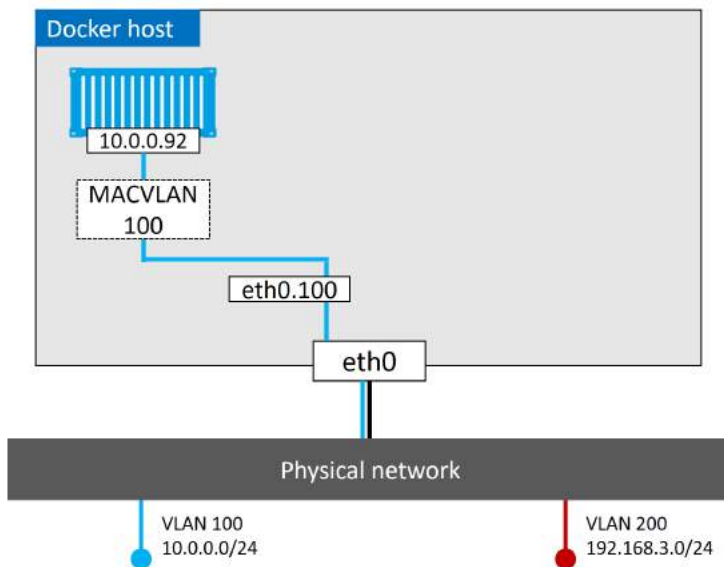 Docker host
10.0.0.92
MACVLAN
100
eth0.100
eth0
Physical network
VLAN 100
10.0.0.0/24
VLAN 200
192.168.3.0/24